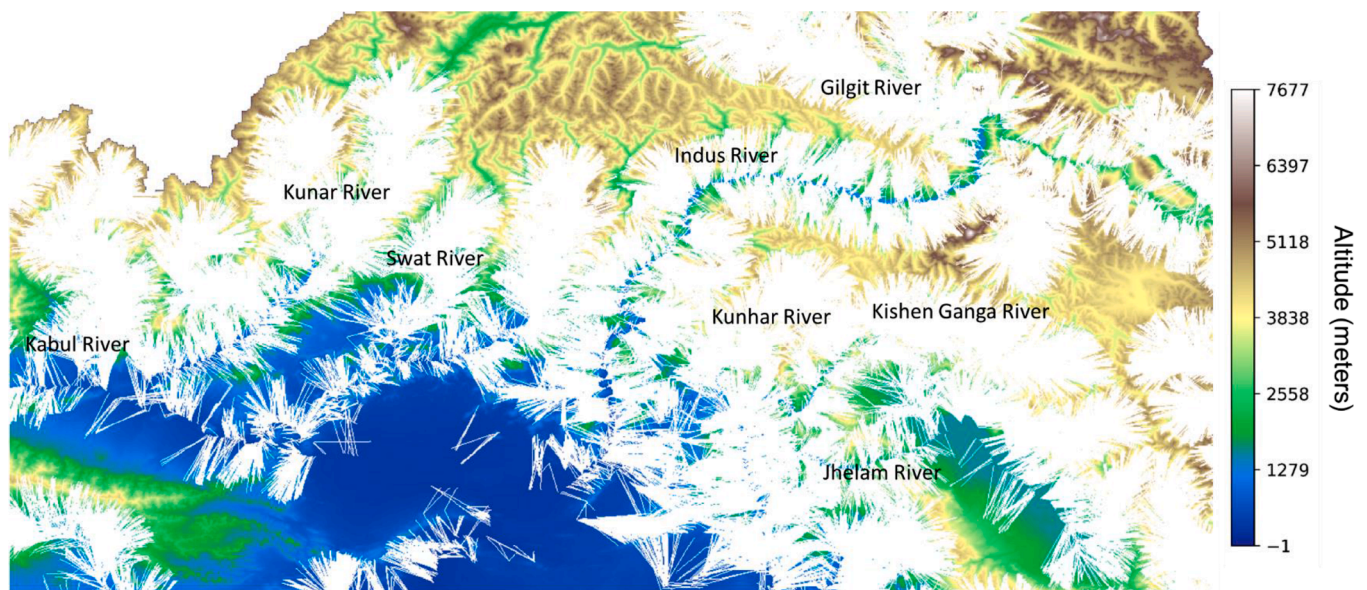 Gilgit River
Indus River
Kunar River
Swat River
Kunhar River
Kishen Ganga River
Kabul River
Jhelam River
7677
6397
5118
3838
2558
1279
−1
Altitude (meters)